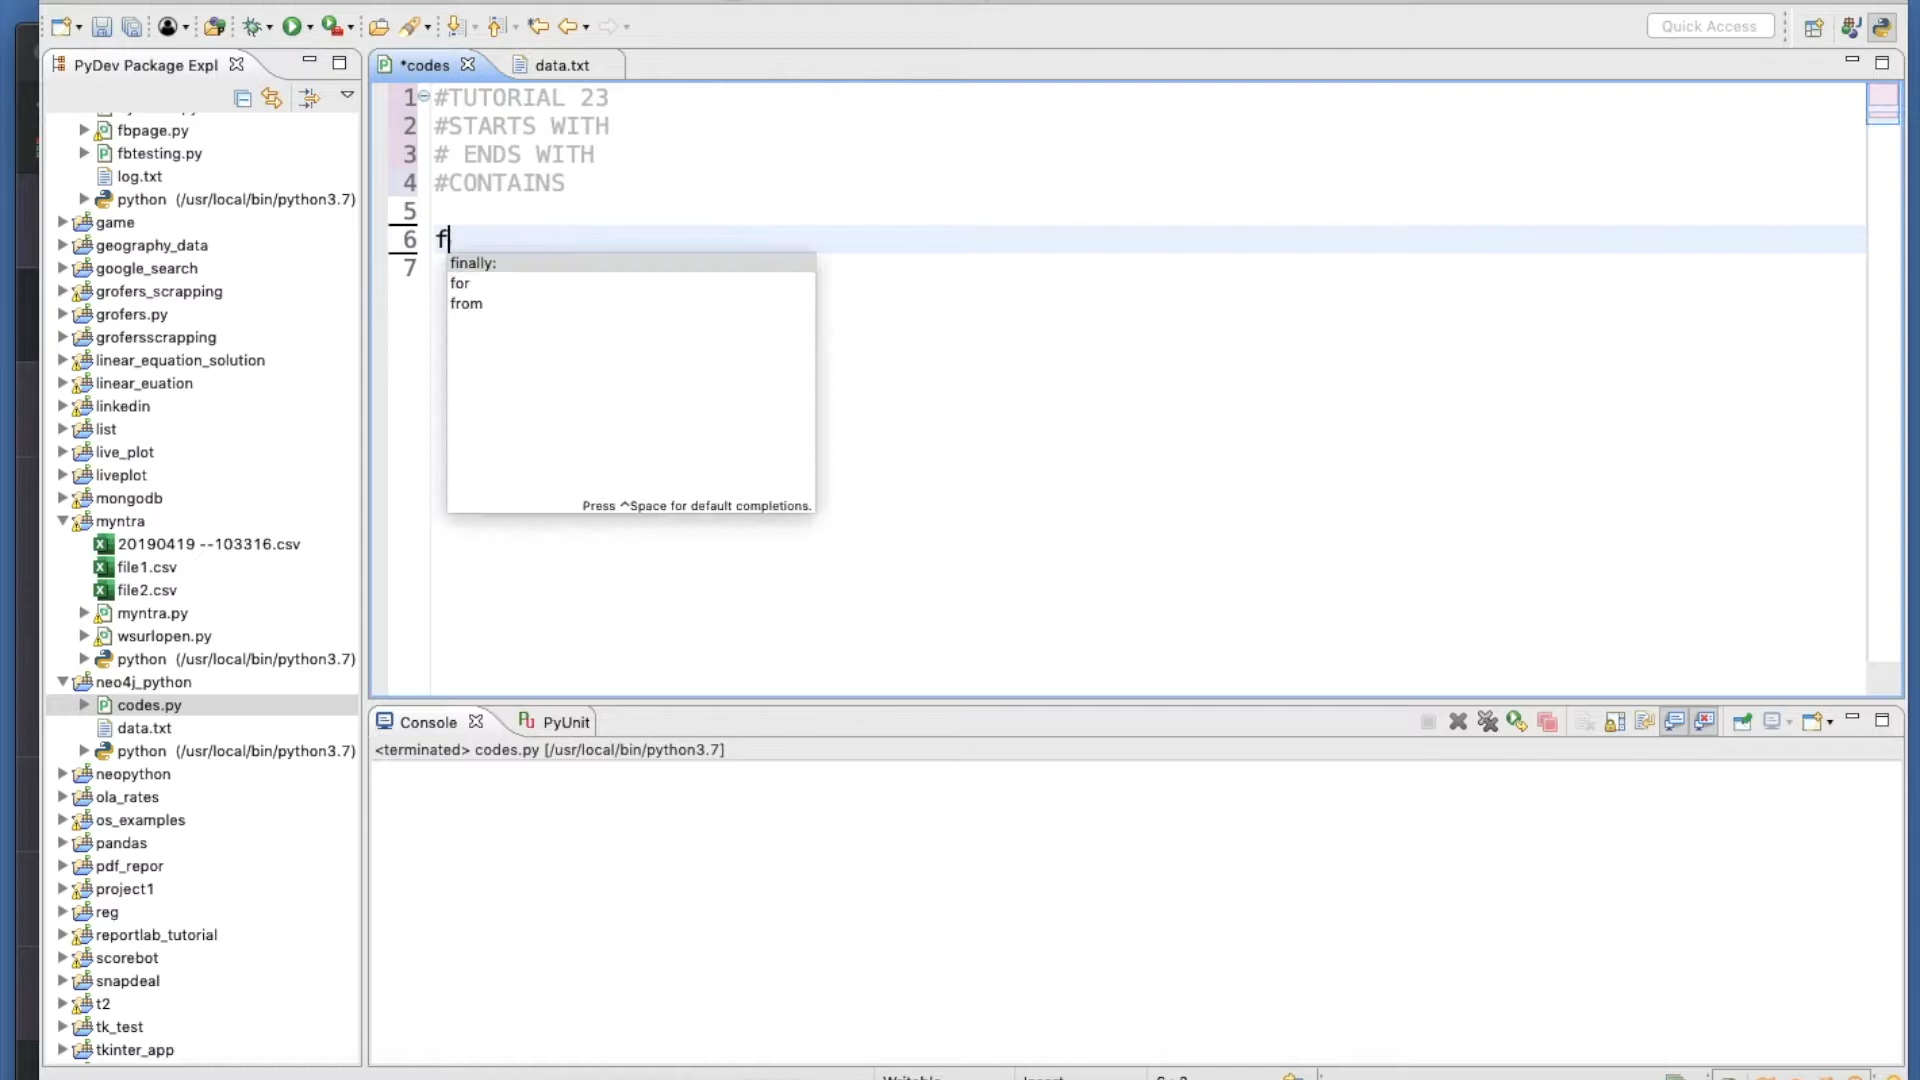 Quick Access
PyDev Package Expl
*codes
data.txt
fbpage.py
fbtesting.py
log.txt
python (/usr/local/bin/python3.7)
game
geography_data
google_search
grofers_scrapping
grofers.py
grofersscrapping
linear_equation_solution
linear_euation
linkedin
list
live_plot
liveplot
mongodb
myntra
20190419 --103316.csv
file1.csv
file2.csv
myntra.py
wsurlopen.py
python (/usr/local/bin/python3.7)
neo4j_python
codes.py
data.txt
python (/usr/local/bin/python3.7)
neopython
ola_rates
os_examples
pandas
pdf_repor
project1
reg
reportlab_tutorial
scorebot
snapdeal
t2
tk_test
tkinter_app
1 #TUTORIAL 23
2 #STARTS WITH
3 # ENDS WITH
4 #CONTAINS
5
6 f
7
finally:
for
from
Press ^Space for default completions.
Console
PyUnit
<terminated> codes.py [/usr/local/bin/python3.7]